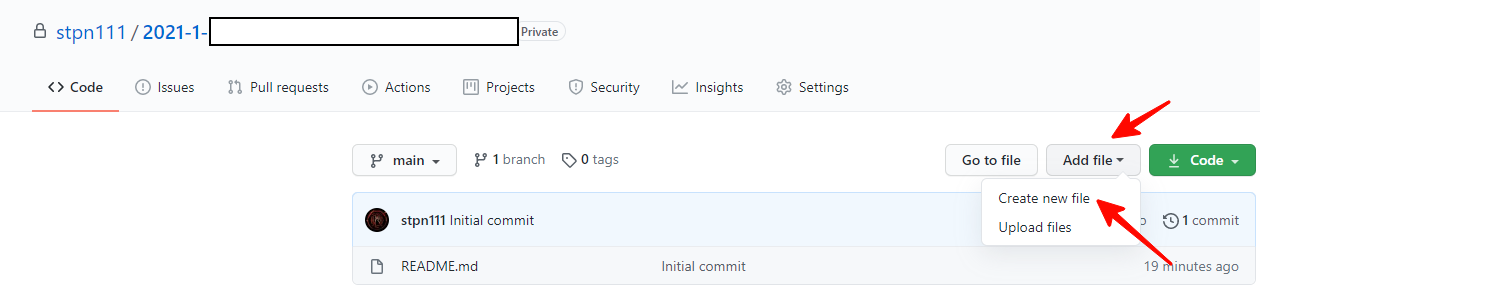 stpn111 / 2021-1- Private
Code Issues Pull requests Actions Projects Security Insights Settings
main 1 branch 0 tags Go to file Add file Code
Create new file
Upload files
stpn111 Initial commit 1 commit
README.md Initial commit 19 minutes ago